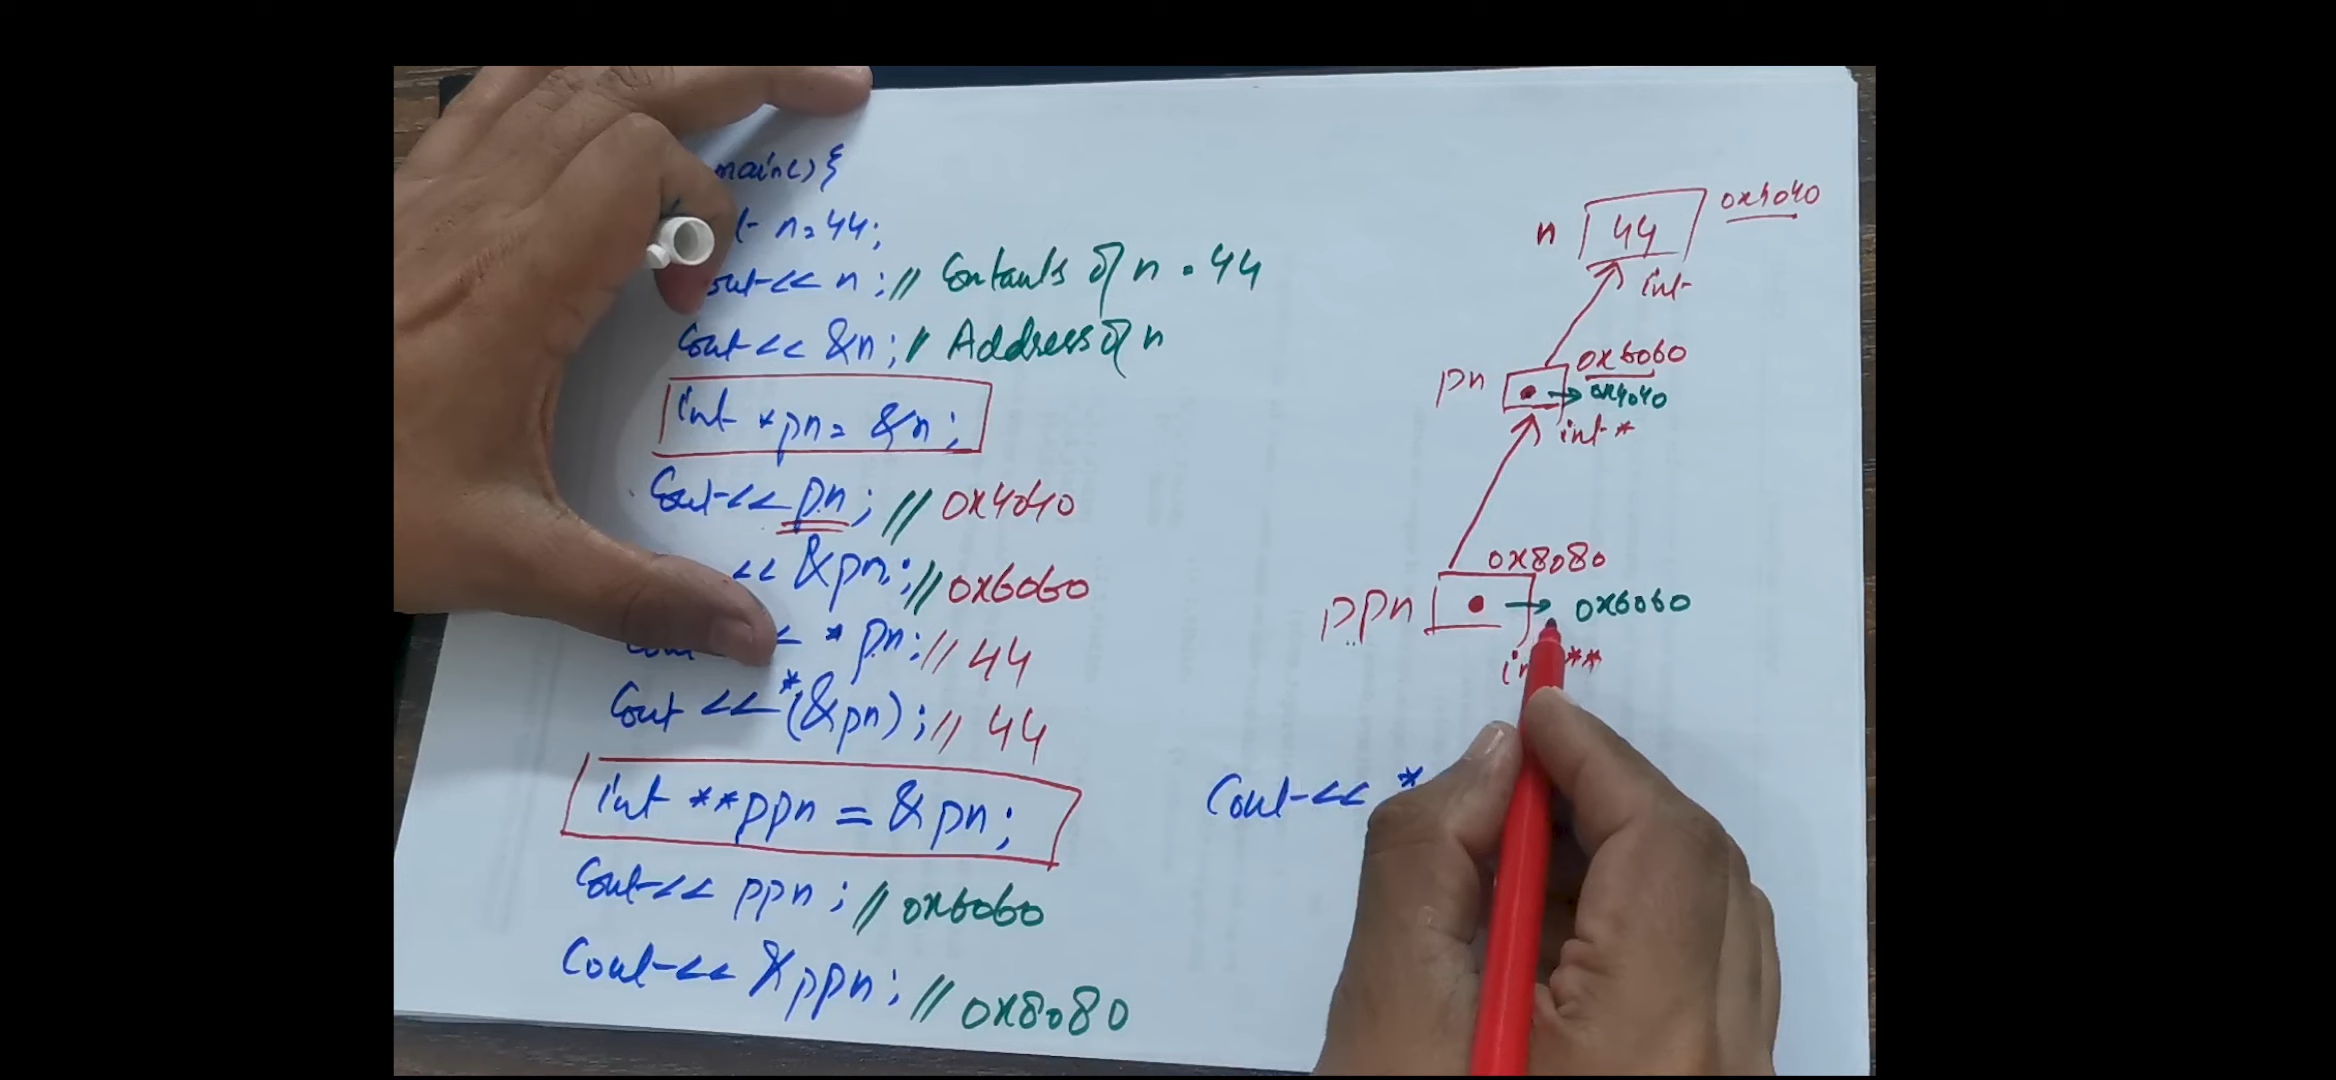 main() {
n = 44;
cout << n ; // Contants of n = 44
Cout << &n ; // Address of n
int *pn = &n ;
Cout << pn ; // 0x4040
<< &pn ; // 0x6060
* pn ; // 44
Cout << *(&pn) ; // 44
int **ppn = &pn ;
Cout << ppn ; // 0x6060
Cout << &ppn ; // 0x8080
n 44 0x4040
int
pn 0x6060
0x4040
int *
0x8080
ppn 0x6060
**
Cout << *